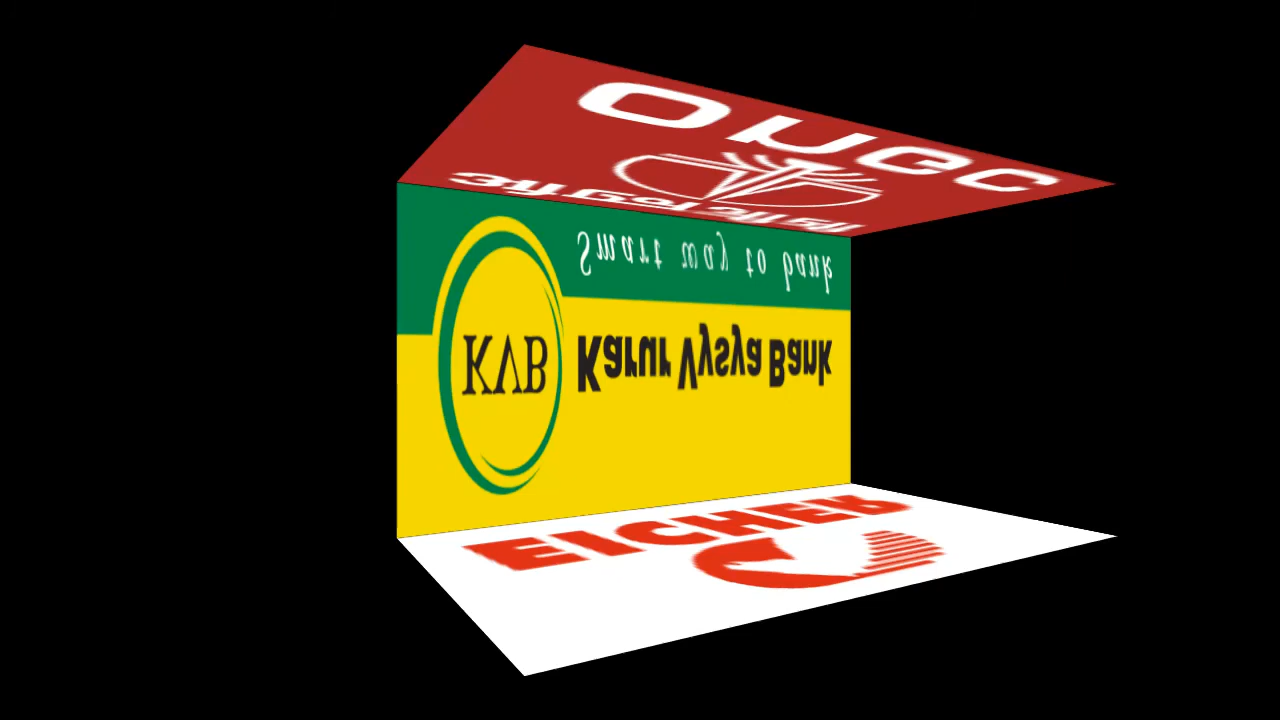 ONGC
Smart way to bank
KVB
Karur Vysya Bank
EICHER